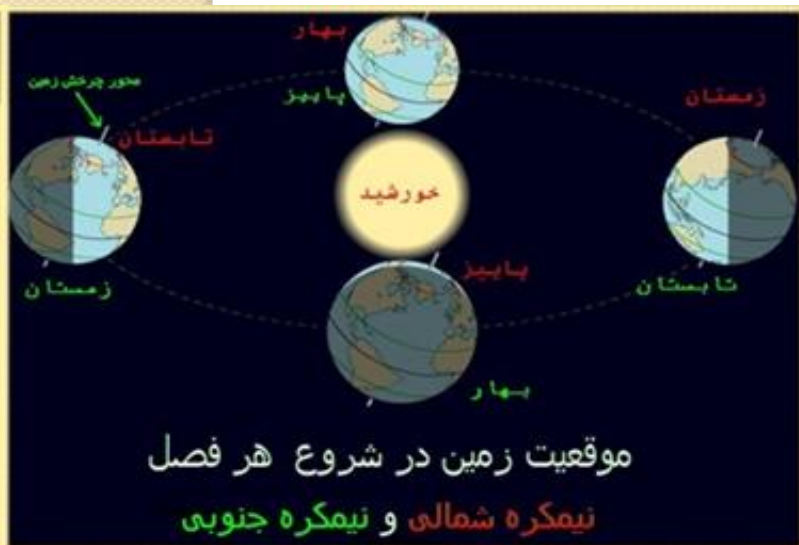 بهار
پاییز
زمستان
محور چرخش زمین
تابستان
خورشید
زمستان
پاییز
تابستان
بهار
موقعیت زمین در شروع هر فصل
نیمکره شمالی و نیمکره جنوبی